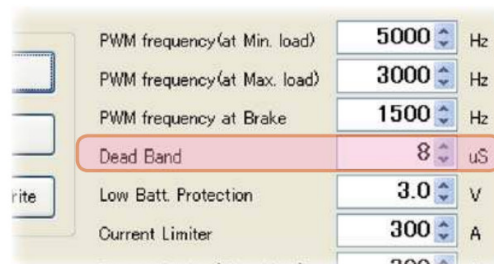 PWM frequency(at Min. load) 5000 Hz
PWM frequency(at Max. load) 3000 Hz
PWM frequency at Brake 1500 Hz
Dead Band 8 uS
rite Low Batt. Protection 3.0 V
Current Limiter 300 A